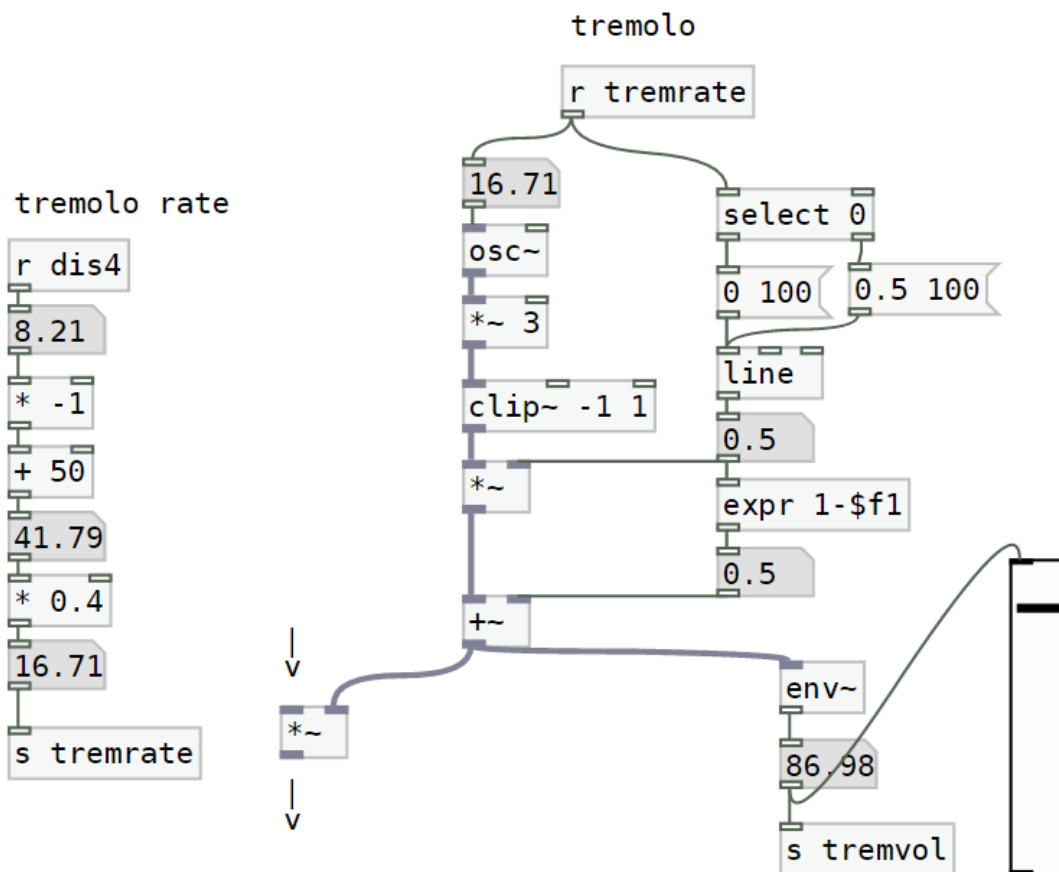 tremolo
r tremrate
16.71
osc~
*~ 3
clip~ -1 1
*~
+~
select 0
0 100
0.5 100
line
0.5
expr 1-$f1
0.5
env~
86.98
s tremvol
tremolo rate
r dis4
8.21
* -1
+ 50
41.79
* 0.4
16.71
s tremrate
|
v
*~
|
v